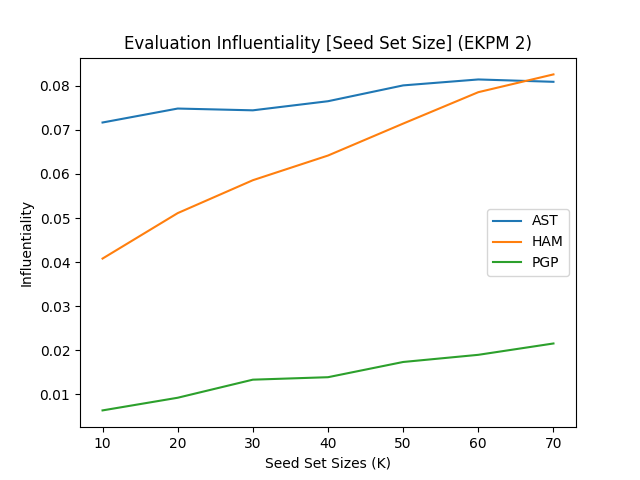 Evaluation Influentiality [Seed Set Size] (EKPM 2)
0.08
0.07
0.06
0.05
0.04
0.03
0.02
0.01
Influentiality
AST
HAM
PGP
10 20 30 40 50 60 70
Seed Set Sizes (K)